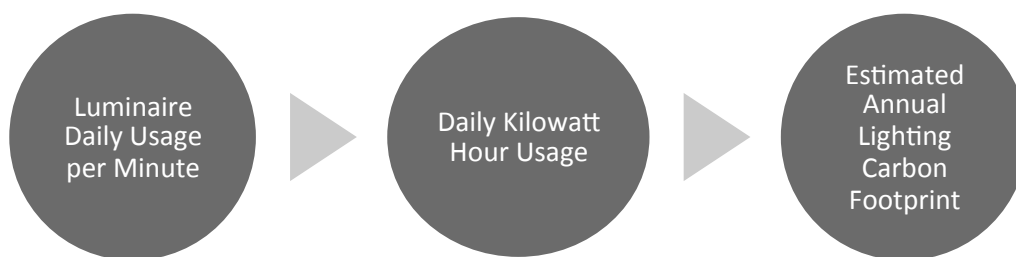 Luminaire
Daily Usage
per Minute
Daily Kilowatt
Hour Usage
Estimated
Annual
Lighting
Carbon
Footprint